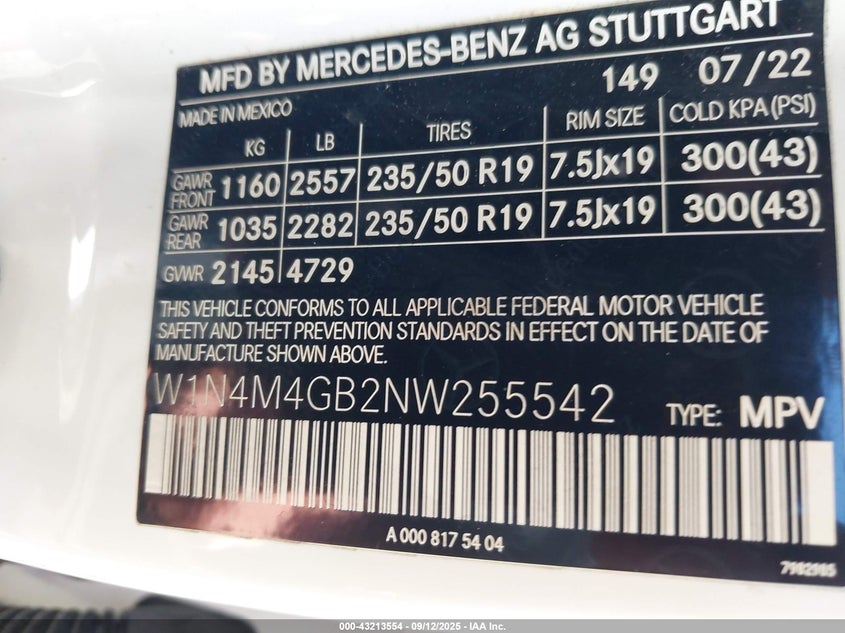 MFD BY MERCEDES-BENZ AG STUTTGART
149 07/22
MADE IN MEXICO
KG LB TIRES RIM SIZE COLD KPA (PSI)
GAWR FRONT 1160 2557 235/50 R19 7.5Jx19 300(43)
GAWR REAR 1035 2282 235/50 R19 7.5Jx19 300(43)
GVWR 2145 4729
THIS VEHICLE CONFORMS TO ALL APPLICABLE FEDERAL MOTOR VEHICLE
SAFETY AND THEFT PREVENTION STANDARDS IN EFFECT ON THE DATE OF
MANUFACTURE SHOWN ABOVE.
W1N4M4GB2NW255542 TYPE: MPV
A 000 817 54 04
7982985
000-43213554 - 09/12/2025 - IAA Inc.